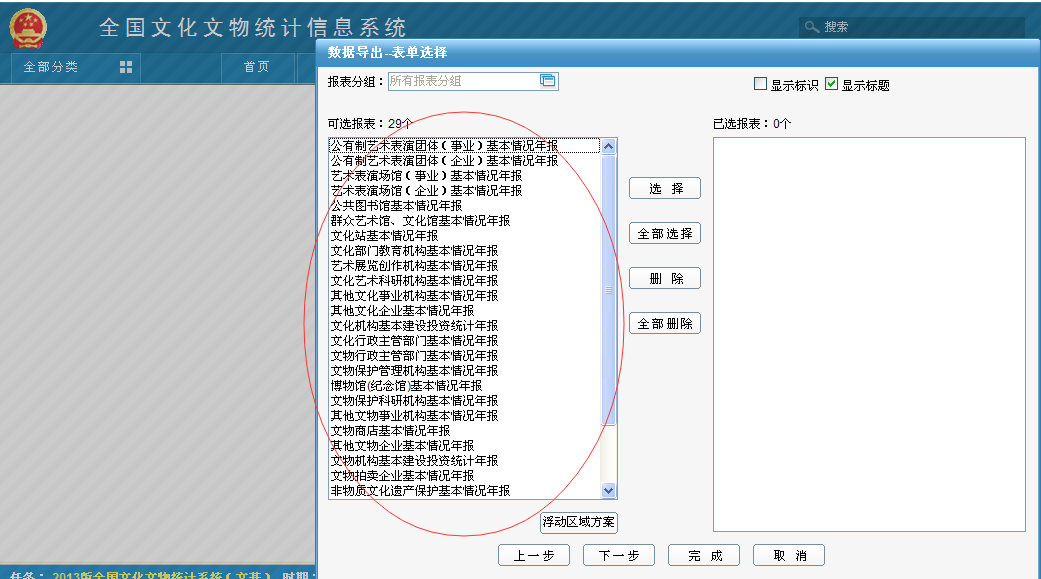 全国文化文物统计信息系统
搜索
全部分类
首页
数据导出--表单选择
报表分组：所有报表分组
显示标识 显示标题
可选报表：29个
已选报表：0个
公有制艺术表演团体（事业）基本情况年报
公有制艺术表演团体（企业）基本情况年报
艺术表演场馆（事业）基本情况年报
艺术表演场馆（企业）基本情况年报
公共图书馆基本情况年报
群众艺术馆、文化馆基本情况年报
文化站基本情况年报
文化部门教育机构基本情况年报
艺术展览创作机构基本情况年报
文化艺术科研机构基本情况年报
其他文化事业机构基本情况年报
其他文化企业基本情况年报
文化机构基本建设投资统计年报
文化行政主管部门基本情况年报
文物行政主管部门基本情况年报
文物保护管理机构基本情况年报
博物馆(纪念馆)基本情况年报
文物保护科研机构基本情况年报
其他文物事业机构基本情况年报
文物商店基本情况年报
其他文物企业基本情况年报
文物机构基本建设投资统计年报
文物拍卖企业基本情况年报
非物质文化遗产保护基本情况年报
选 择
全部选择
删 除
全部删除
浮动区域方案
上一步
下一步
完 成
取 消
任务： 2013版全国文化文物统计系统（文基） 时期：